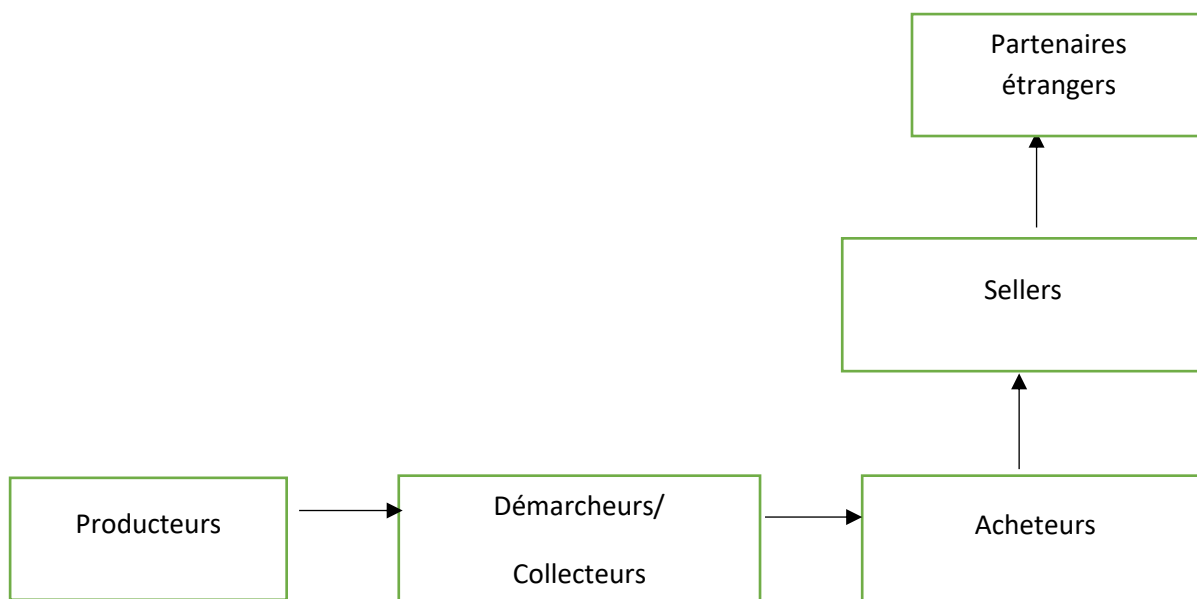 Partenaires
étrangers
Sellers
Producteurs
Démarcheurs/
Collecteurs
Acheteurs